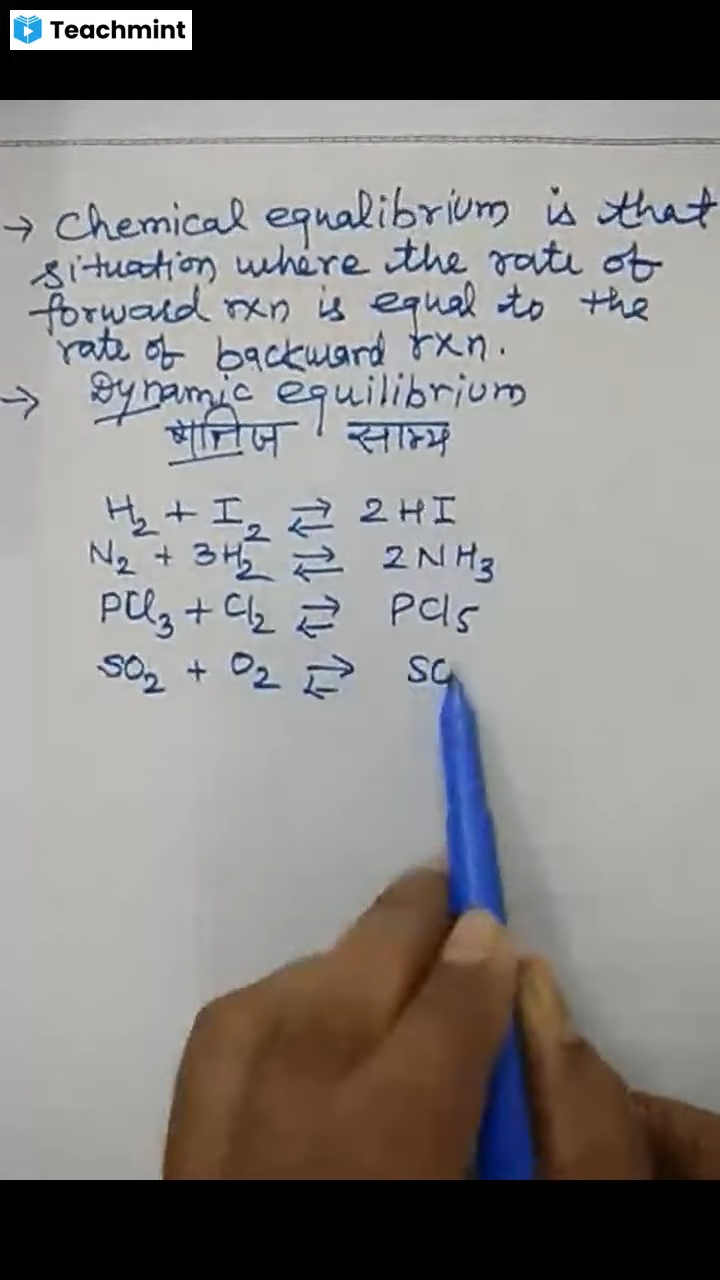 Teachmint
→ Chemical equalibrium is that
situation where the rate of
forward rxn is equal to the
rate of backward rxn.
→ Dynamic equilibrium
साम्य
H₂ + I₂ ⇌ 2HI
N₂ + 3H₂ ⇌ 2NH₃
PCl₃ + Cl₂ ⇌ PCl₅
SO₂ + O₂ ⇌ SO